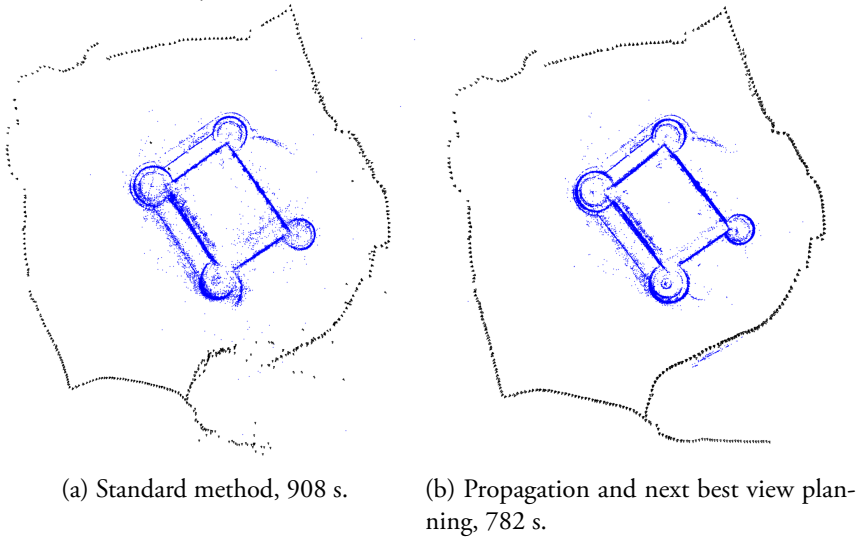 (a) Standard method, 908 s.
(b) Propagation and next best view plan-
ning, 782 s.